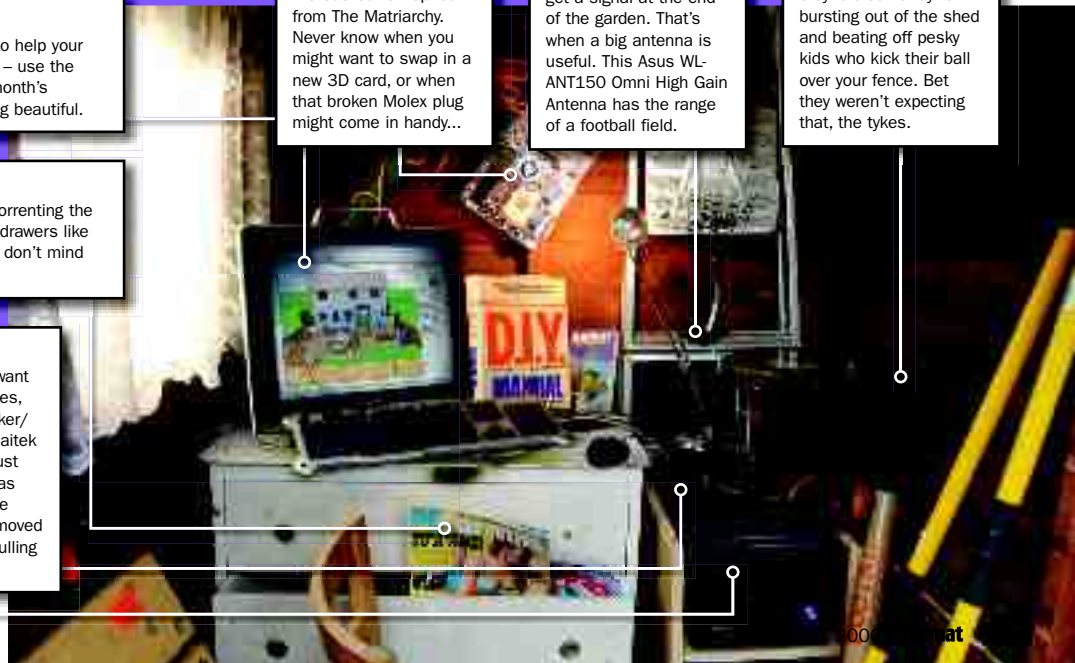 o help your
– use the
onth's
g beautiful.
orrenting the
drawers like
don't mind
want
es,
ker/
aitek
ust
as
e
moved
ulling
from The Matriarchy.
Never know when you
might want to swap in a
new 3D card, or when
that broken Molex plug
might come in handy...
get a signal at the end
of the garden. That's
when a big antenna is
useful. This Asus WL-
ANT150 Omni High Gain
Antenna has the range
of a football field.
bursting out of the shed
and beating off pesky
kids who kick their ball
over your fence. Bet
they weren't expecting
that, the tykes.
D.I.Y.
MANUAL